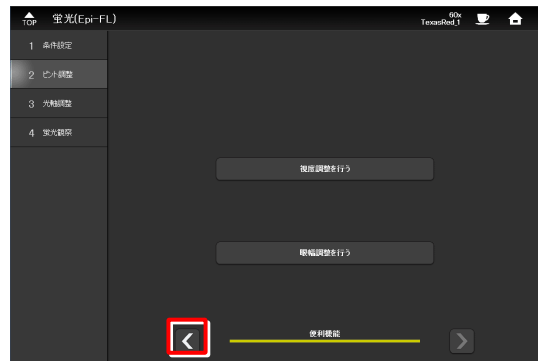 TOP 蛍光(Epi-FL)
60x
TexasRed_1
1 条件設定
2 ピント調整
3 光軸調整
4 蛍光観察
視度調整を行う
眼幅調整を行う
便利機能